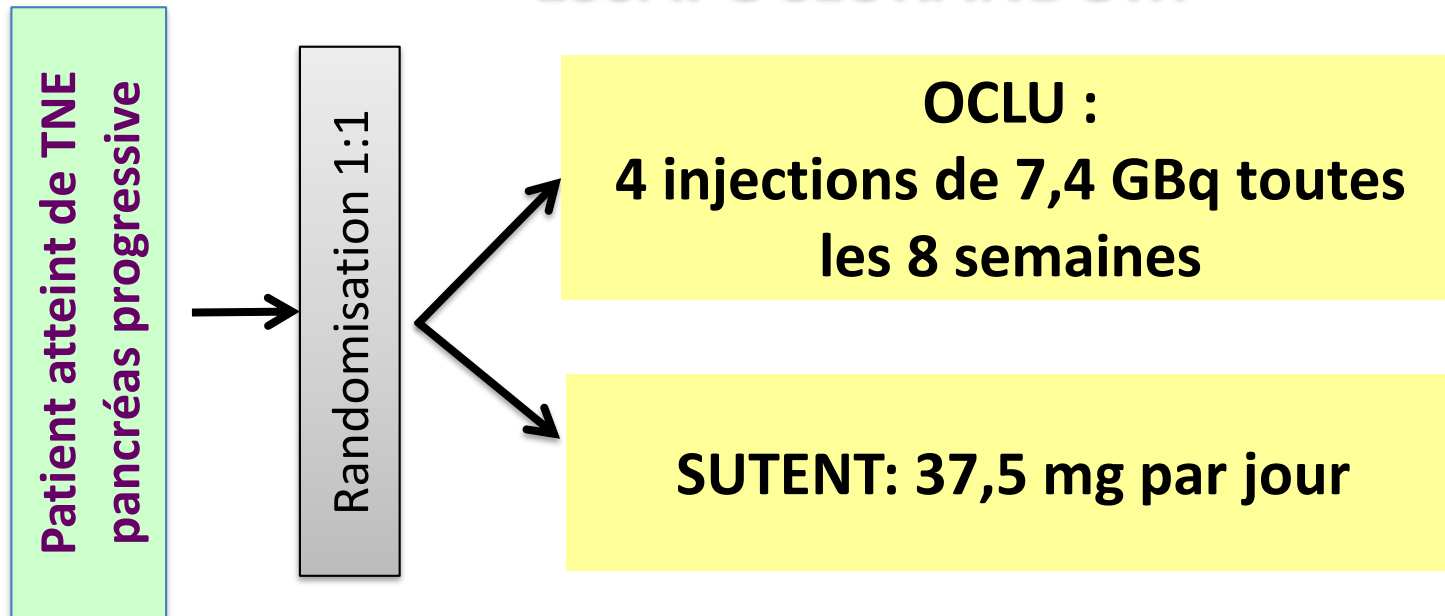 Patient atteint de TNE
pancréas progressive
Randomisation 1:1
OCLU :
4 injections de 7,4 GBq toutes
les 8 semaines
SUTENT: 37,5 mg par jour